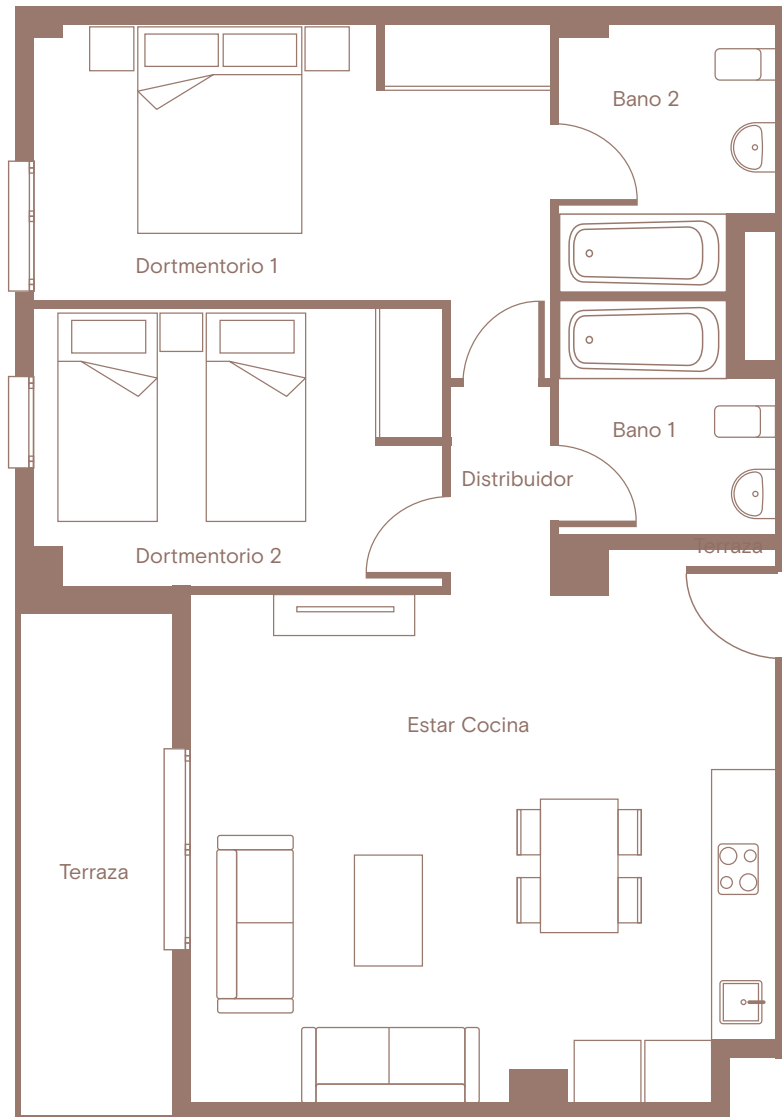 Bano 2
Dortmentorio 1
Bano 1
Distribuidor
Terraza
Dortmentorio 2
Estar Cocina
Terraza